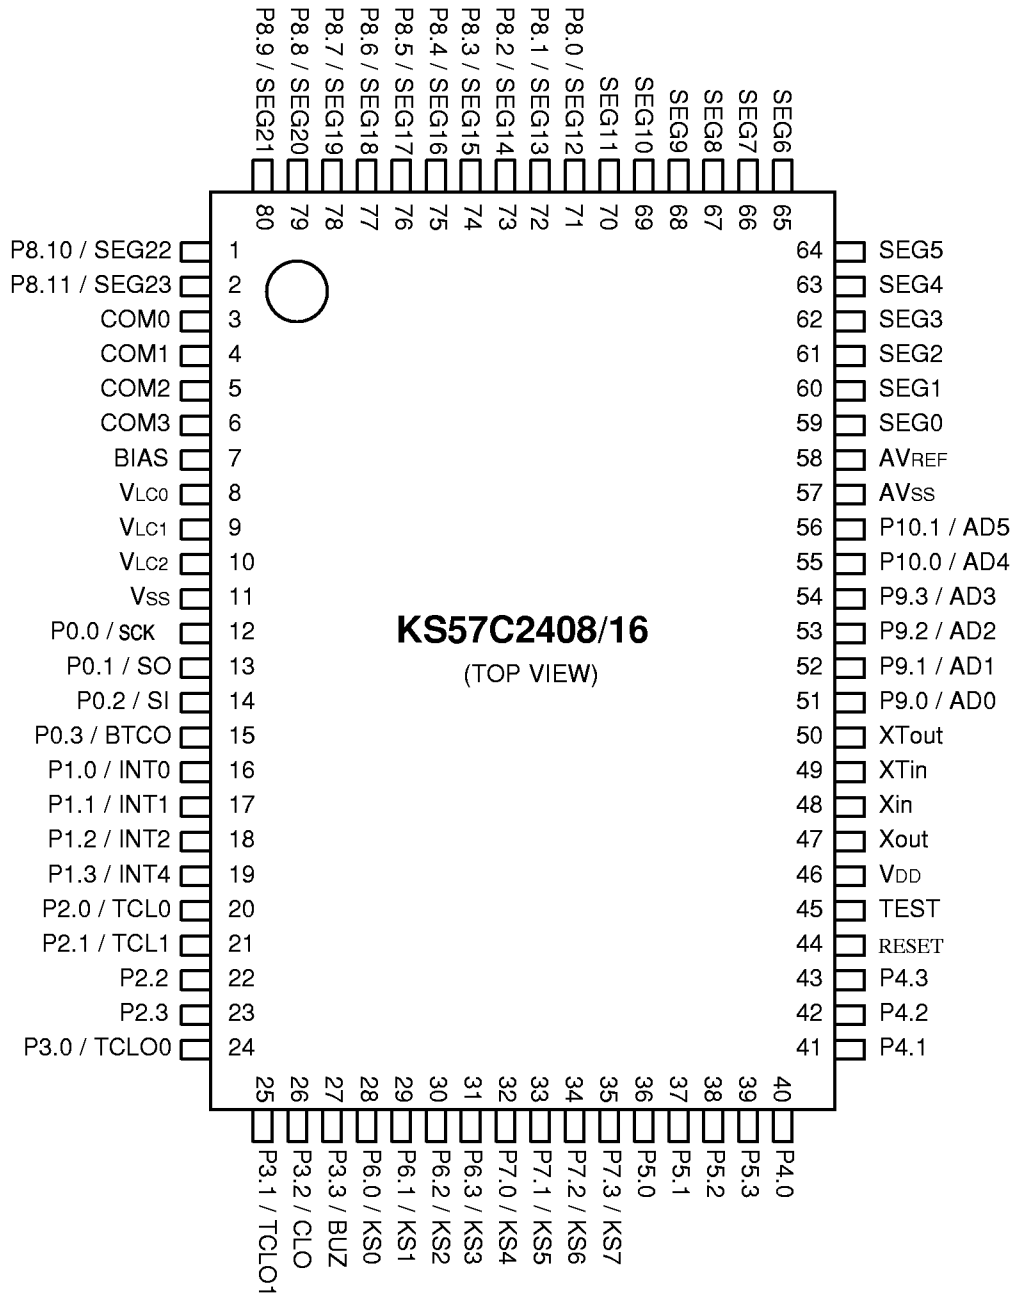 P8.9 / SEG21
P8.8 / SEG20
P8.7 / SEG19
P8.6 / SEG18
P8.5 / SEG17
P8.4 / SEG16
P8.3 / SEG15
P8.2 / SEG14
P8.1 / SEG13
P8.0 / SEG12
SEG11
SEG10
SEG9
SEG8
SEG7
SEG6
80 79 78 77 76 75 74 73 72 71 70 69 68 67 66 65
P8.10 / SEG22 1 64 SEG5
P8.11 / SEG23 2 63 SEG4
COM0 3 62 SEG3
COM1 4 61 SEG2
COM2 5 60 SEG1
COM3 6 59 SEG0
BIAS 7 58 AVREF
VLC0 8 57 AVSS
VLC1 9 56 P10.1 / AD5
VLC2 10 55 P10.0 / AD4
VSS 11 54 P9.3 / AD3
P0.0 / SCK 12 53 P9.2 / AD2
P0.1 / SO 13 52 P9.1 / AD1
P0.2 / SI 14 51 P9.0 / AD0
P0.3 / BTCO 15 50 XTout
P1.0 / INT0 16 49 XTin
P1.1 / INT1 17 48 Xin
P1.2 / INT2 18 47 Xout
P1.3 / INT4 19 46 VDD
P2.0 / TCL0 20 45 TEST
P2.1 / TCL1 21 44 RESET
P2.2 22 43 P4.3
P2.3 23 42 P4.2
P3.0 / TCLO0 24 41 P4.1
KS57C2408/16
(TOP VIEW)
25 26 27 28 29 30 31 32 33 34 35 36 37 38 39 40
P3.1 / TCLO1
P3.2 / CLO
P3.3 / BUZ
P6.0 / KS0
P6.1 / KS1
P6.2 / KS2
P6.3 / KS3
P7.0 / KS4
P7.1 / KS5
P7.2 / KS6
P7.3 / KS7
P5.0
P5.1
P5.2
P5.3
P4.0